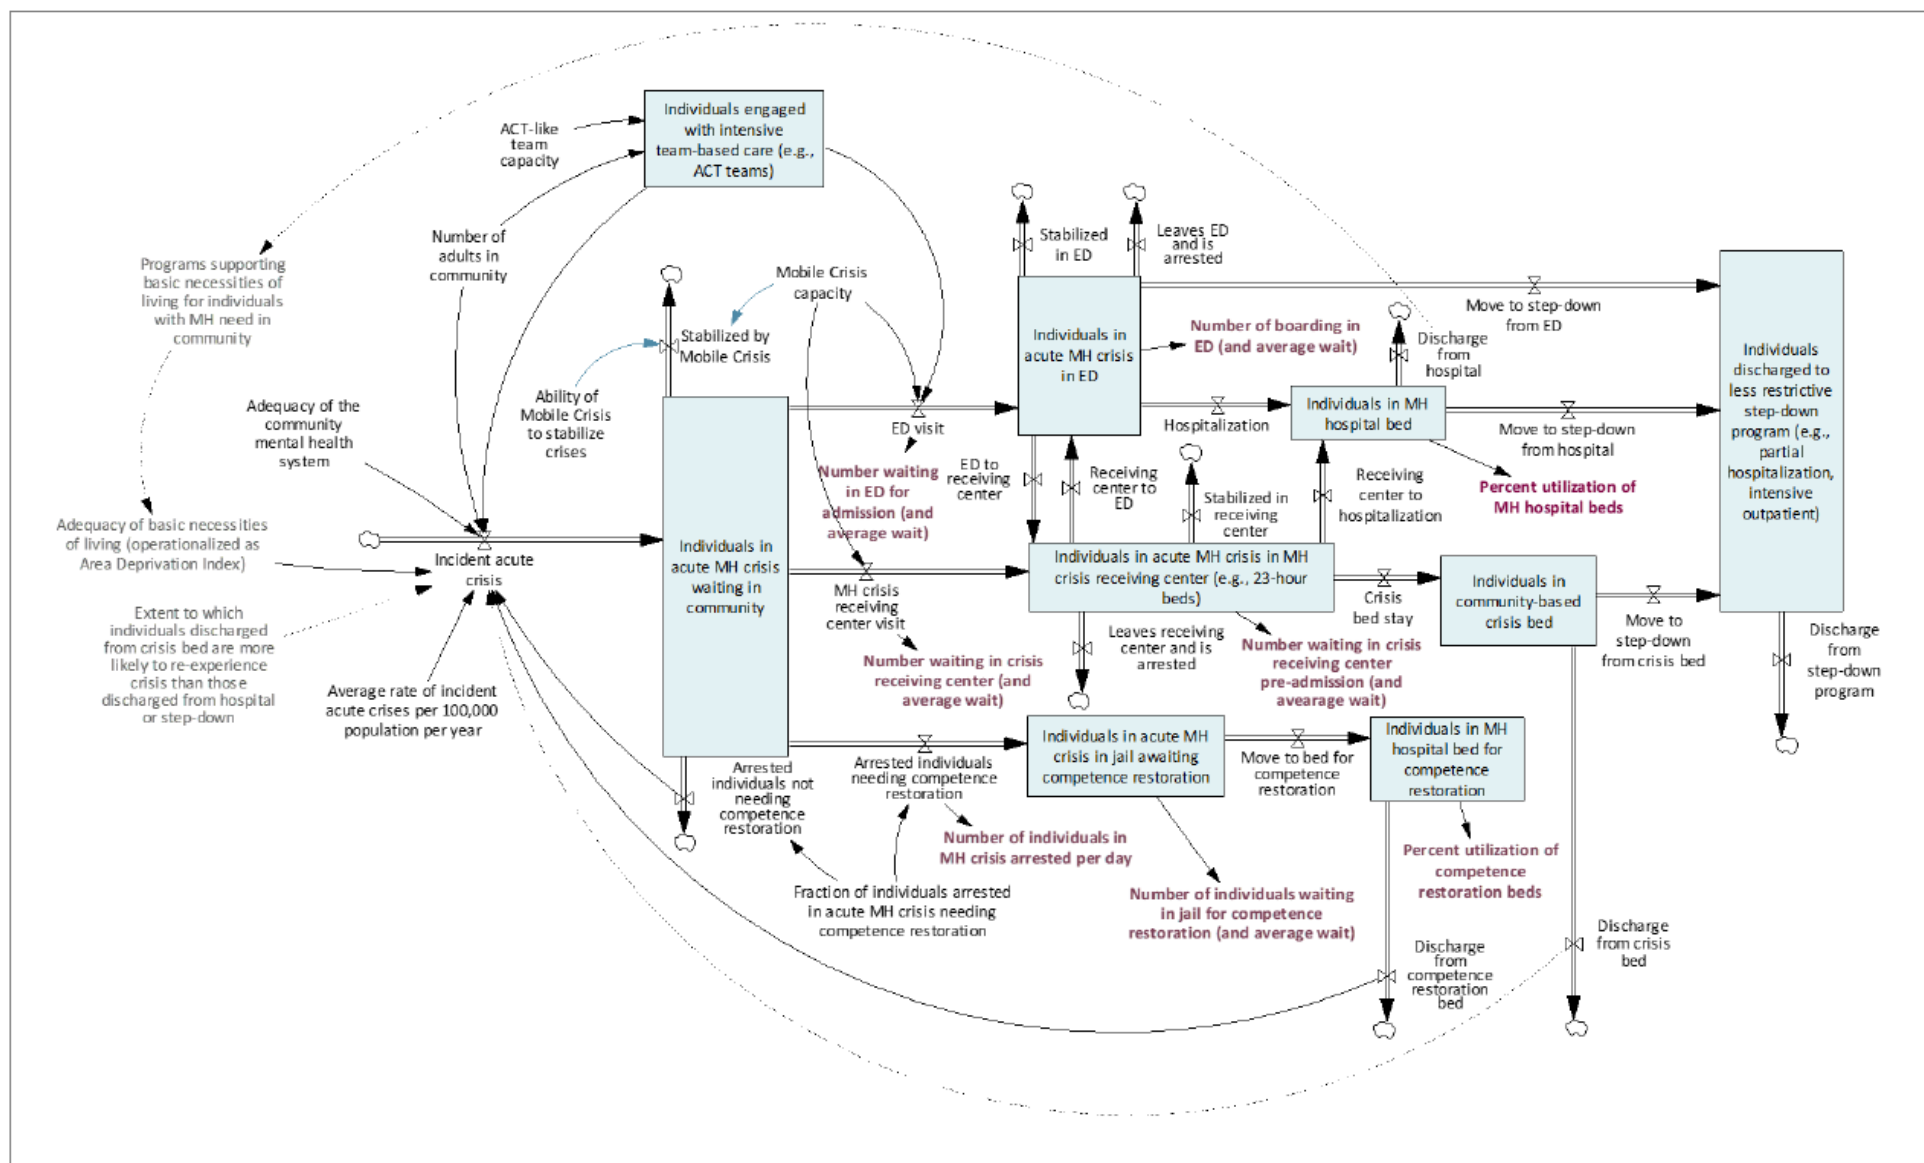 Individuals engaged
with intensive
team-based care (e.g.,
ACT teams)
ACT-like
team
capacity
Number of
adults in
community
Programs supporting
basic necessities of
living for individuals
with MH need in
community
Mobile Crisis
capacity
Stabilized by
Mobile Crisis
Ability of
Mobile Crisis
to stabilize
crises
Adequacy of the
community
mental health
system
Adequacy of basic necessities
of living (operationalized as
Area Deprivation Index)
Incident acute
crisis
Extent to which
individuals discharged
from crisis bed are more
likely to re-experience
crisis than those
discharged from hospital
or step-down
Average rate of incident
acute crises per 100,000
population per year
Individuals in
acute MH crisis
waiting in
community
Stabilized
in ED
Leaves ED
and is
arrested
Individuals in
acute MH crisis
in ED
Number of boarding in
ED (and average wait)
Move to step-down
from ED
Discharge
from
hospital
ED visit
Number waiting
in ED for
admission (and
average wait)
Hospitalization
Individuals in MH
hospital bed
Move to step-down
from hospital
Percent utilization of
MH hospital beds
Individuals
discharged to
less restrictive
step-down
program (e.g.,
partial
hospitalization,
intensive
outpatient)
ED to
receiving
center
Receiving
center to
ED
Stabilized in
receiving
center
Receiving
center to
hospitalization
MH crisis
receiving
center visit
Number waiting in crisis
receiving center (and
average wait)
Individuals in acute MH crisis in MH
crisis receiving center (e.g., 23-hour
beds)
Leaves receiving
center and is
arrested
Number waiting in crisis
receiving center
pre-admission (and
avearage wait)
Crisis
bed stay
Individuals in
community-based
crisis bed
Move to
step-down
from crisis bed
Discharge
from
step-down
program
Arrested
individuals not
needing
competence
restoration
Arrested individuals
needing competence
restoration
Individuals in acute MH
crisis in jail awaiting
competence restoration
Move to bed for
competence
restoration
Individuals in MH
hospital bed for
competence
restoration
Number of individuals in
MH crisis arrested per day
Fraction of individuals arrested
in acute MH crisis needing
competence restoration
Number of individuals waiting
in jail for competence
restoration (and average wait)
Percent utilization of
competence
restoration beds
Discharge
from
competence
restoration
bed
Discharge
from crisis
bed